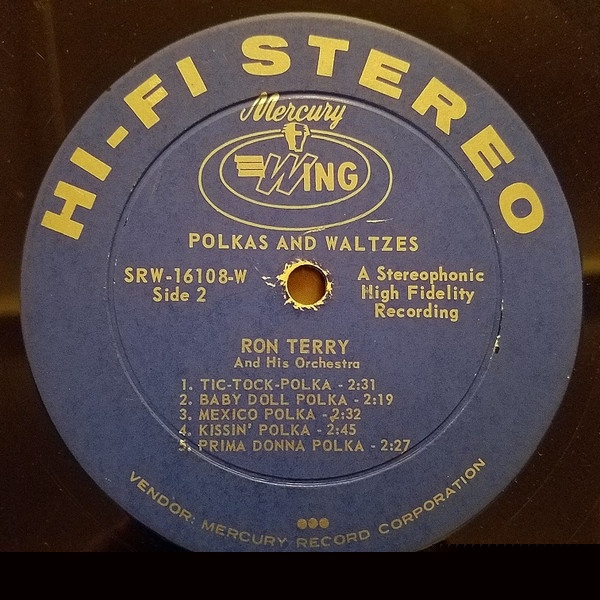 HI-FI STEREO
Mercury
WING
POLKAS AND WALTZES
SRW-16108-W
Side 2
A Stereophonic
High Fidelity
Recording
RON TERRY
And His Orchestra
1. TIC-TOCK-POLKA - 2:31
2. BABY DOLL POLKA - 2:19
3. MEXICO POLKA - 2:32
4. KISSIN' POLKA - 2:45
5. PRIMA DONNA POLKA - 2:27
VENDOR: MERCURY RECORD CORPORATION